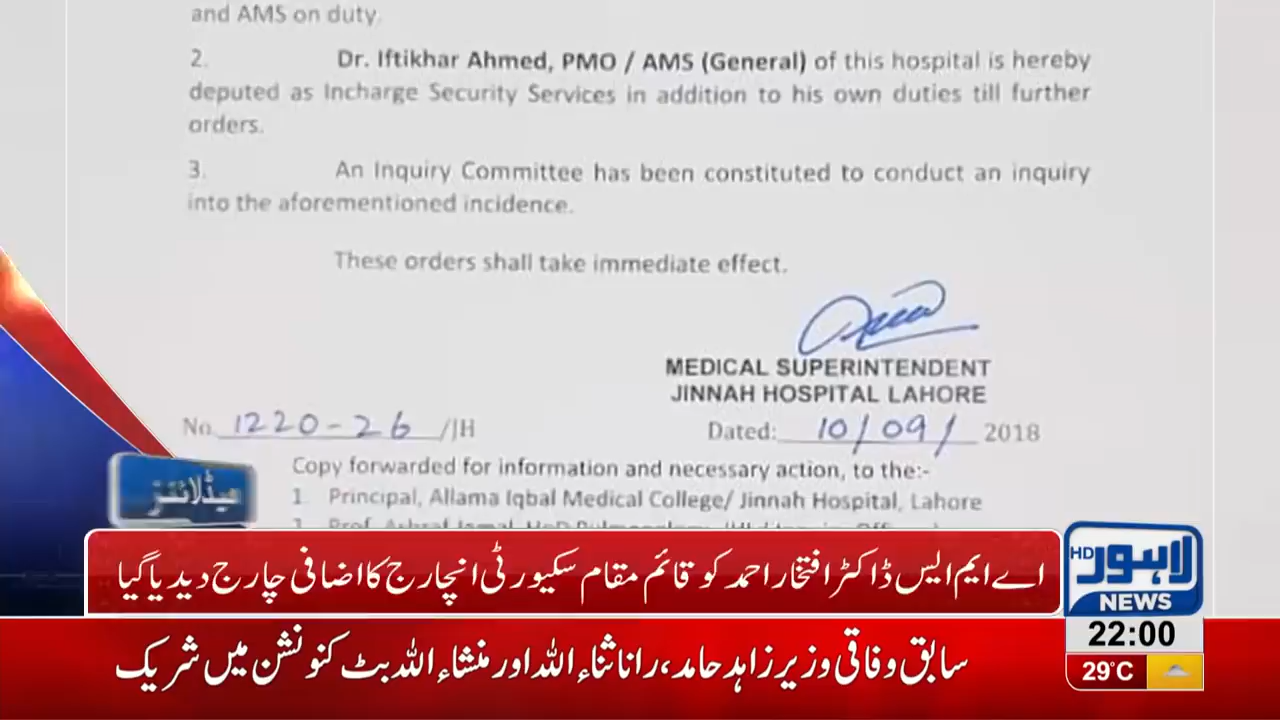 and AMS on duty.
2. Dr. Iftikhar Ahmed, PMO / AMS (General) of this hospital is hereby
deputed as Incharge Security Services in addition to his own duties till further
orders.
3. An Inquiry Committee has been constituted to conduct an inquiry
into the aforementioned incidence.
These orders shall take immediate effect.
MEDICAL SUPERINTENDENT
JINNAH HOSPITAL LAHORE
No. 1220-26 /JH
Dated: 10/09/ 2018
Copy forwarded for information and necessary action, to the:-
1. Principal, Allama Iqbal Medical College/ Jinnah Hospital, Lahore
ہیڈلائنز
اے ایم ایس ڈاکٹر افتخار احمد کو قائم مقام سکیورٹی انچارج کا اضافی چارج دیدیا گیا
HD لاہور
NEWS
22:00
29°C
سابق وفاقی وزیر زاہد حامد، رانا ثناء اللہ اور منشاء اللہ بٹ کنونشن میں شریک